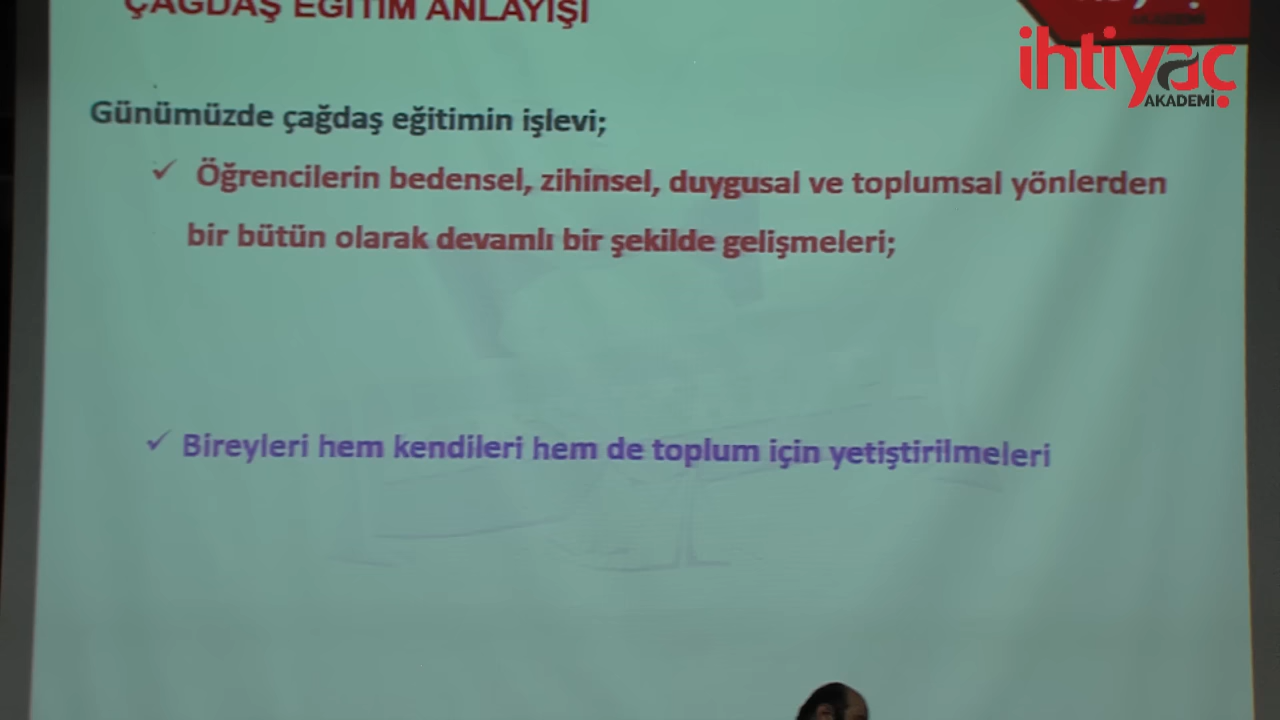 ÇAĞDAŞ EĞİTİM ANLAYIŞI
ihtiyaç
AKADEMİ
Günümüzde çağdaş eğitimin işlevi;
✓ Öğrencilerin bedensel, zihinsel, duygusal ve toplumsal yönlerden
bir bütün olarak devamlı bir şekilde gelişmeleri;
✓ Bireyleri hem kendileri hem de toplum için yetiştirilmeleri